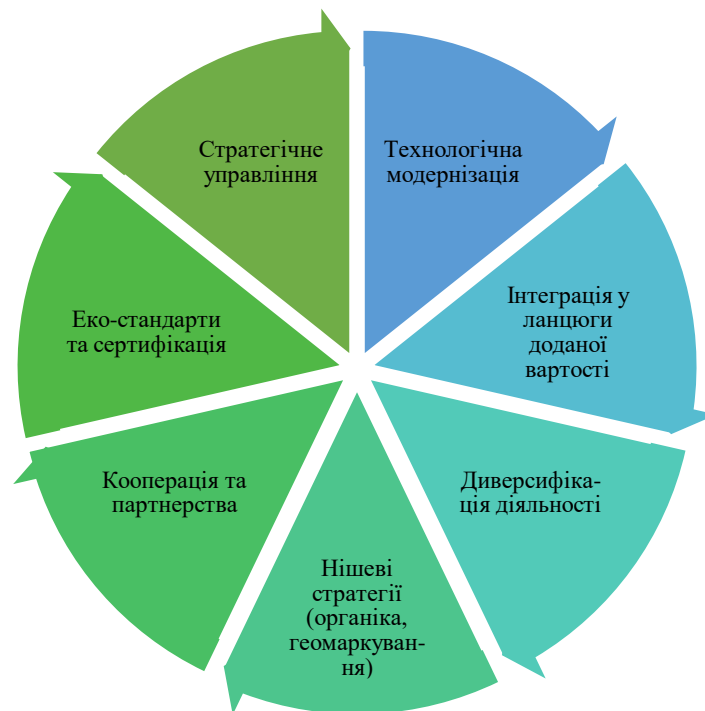 Стратегічне
управління
Технологічна
модернізація
Інтеграція у
ланцюги
доданої
вартості
Диверсифіка-
ція діяльності
Нішеві
стратегії
(органіка,
геомаркуван-
ня)
Кооперація та
партнерства
Еко-стандарти
та сертифікація